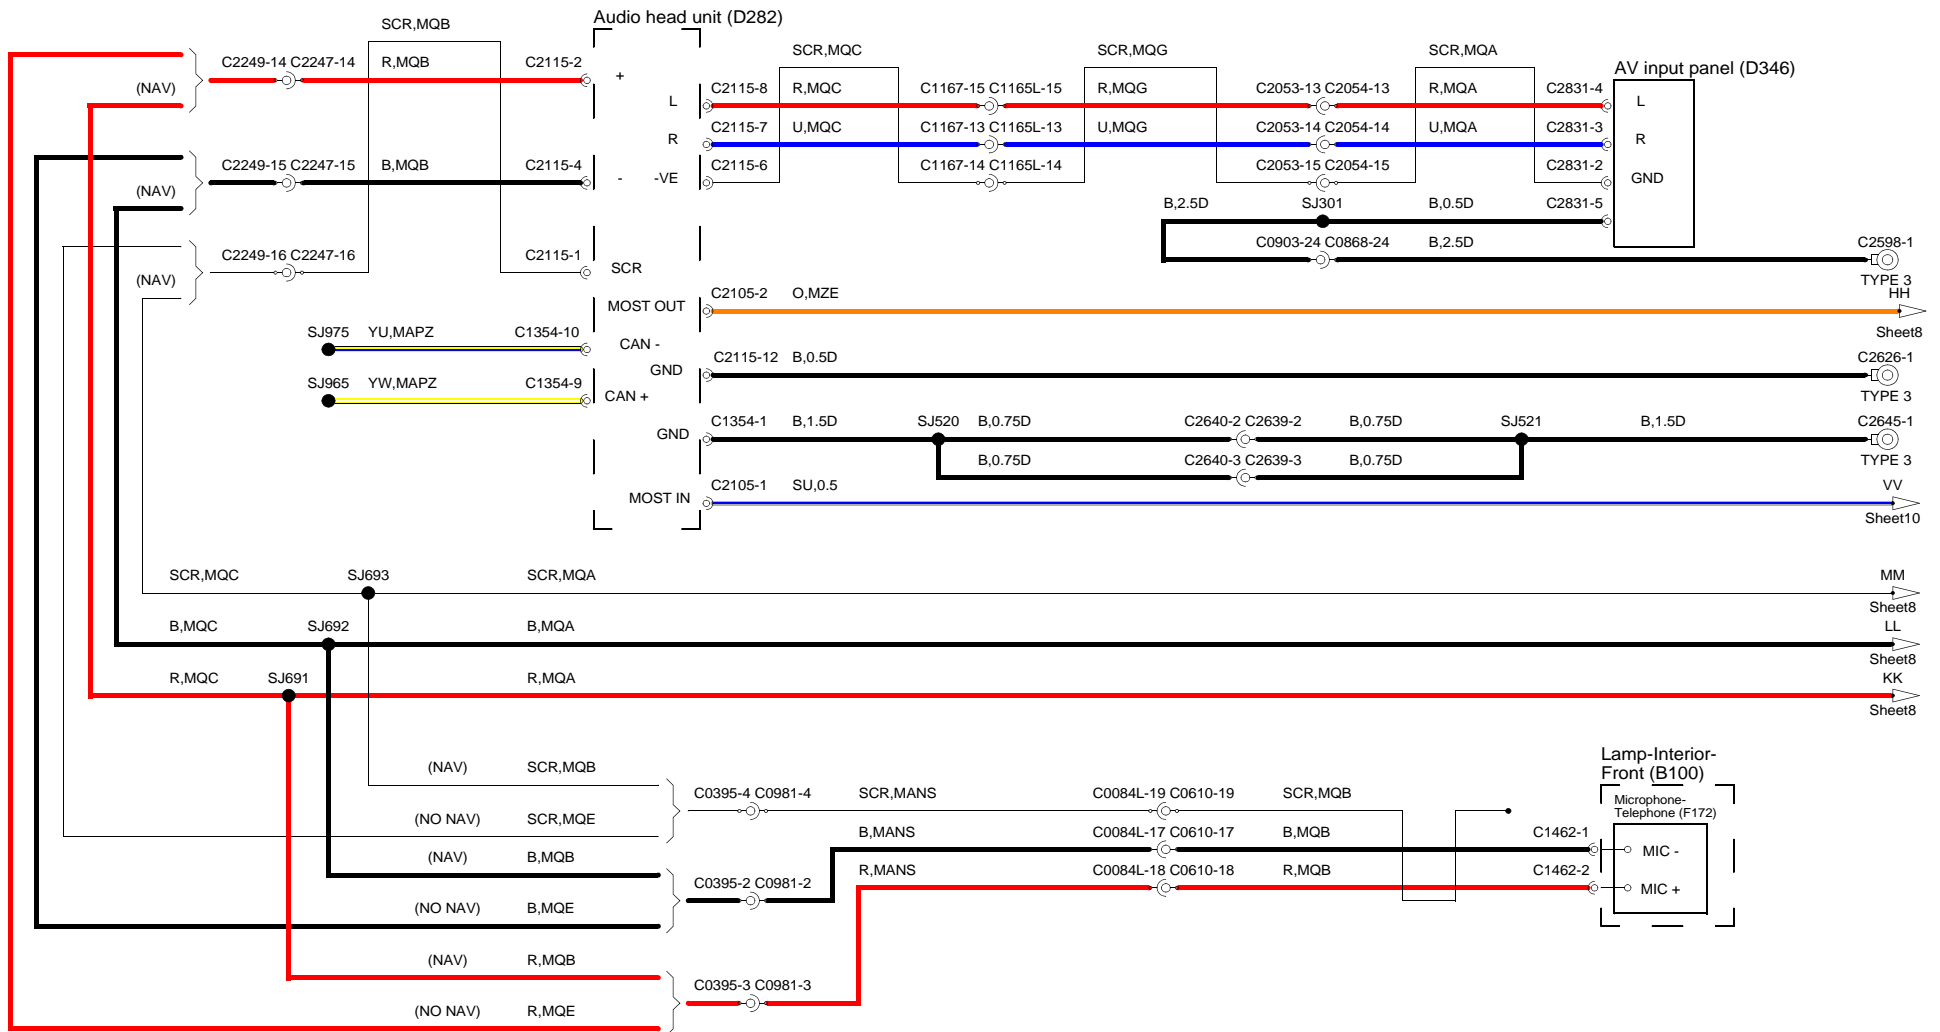 Audio head unit (D282)
SCR,MQB
SCR,MQC
SCR,MQG
SCR,MQA
C2249-14 C2247-14
R,MQB
C2115-2
+
AV input panel (D346)
(NAV)
L
C2115-8
R,MQC
C1167-15 C1165L-15
R,MQG
C2053-13 C2054-13
R,MQA
C2831-4
L
R
C2115-7
U,MQC
C1167-13 C1165L-13
U,MQG
C2053-14 C2054-14
U,MQA
C2831-3
R
C2249-15 C2247-15
B,MQB
C2115-4
-
-VE
C2115-6
C1167-14 C1165L-14
C2053-15 C2054-15
C2831-2
GND
(NAV)
B,2.5D
SJ301
B,0.5D
C2831-5
C2249-16 C2247-16
C2115-1
SCR
C0903-24 C0868-24
B,2.5D
C2598-1
TYPE 3
(NAV)
MOST OUT
C2105-2
O,MZE
HH
Sheet8
SJ975
YU,MAPZ
C1354-10
CAN -
GND
C2115-12
B,0.5D
C2626-1
TYPE 3
SJ965
YW,MAPZ
C1354-9
CAN +
GND
C1354-1
B,1.5D
SJ520
B,0.75D
C2640-2 C2639-2
B,0.75D
SJ521
B,1.5D
C2645-1
TYPE 3
B,0.75D
C2640-3 C2639-3
B,0.75D
MOST IN
C2105-1
SU,0.5
VV
Sheet10
SCR,MQC
SJ693
SCR,MQA
MM
Sheet8
B,MQC
SJ692
B,MQA
LL
Sheet8
R,MQC
SJ691
R,MQA
KK
Sheet8
Lamp-Interior-
Front (B100)
(NAV)
SCR,MQB
C0395-4 C0981-4
SCR,MANS
C0084L-19 C0610-19
SCR,MQB
Microphone-
Telephone (F172)
(NO NAV)
SCR,MQE
B,MANS
C0084L-17 C0610-17
B,MQB
C1462-1
MIC -
(NAV)
B,MQB
C0395-2 C0981-2
R,MANS
C0084L-18 C0610-18
R,MQB
C1462-2
MIC +
(NO NAV)
B,MQE
(NAV)
R,MQB
C0395-3 C0981-3
(NO NAV)
R,MQE